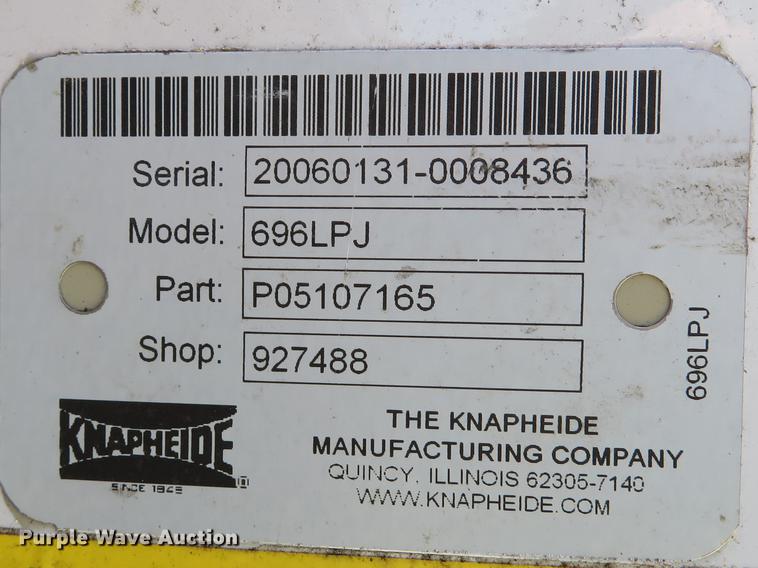 Serial: 20060131-0008436
Model: 696LPJ
Part: P05107165
Shop: 927488
696LPJ
KNAPHEIDE
SINCE 1848
THE KNAPHEIDE
MANUFACTURING COMPANY
QUINCY, ILLINOIS 62305-7140
WWW.KNAPHEIDE.COM
Purple Wave Auction